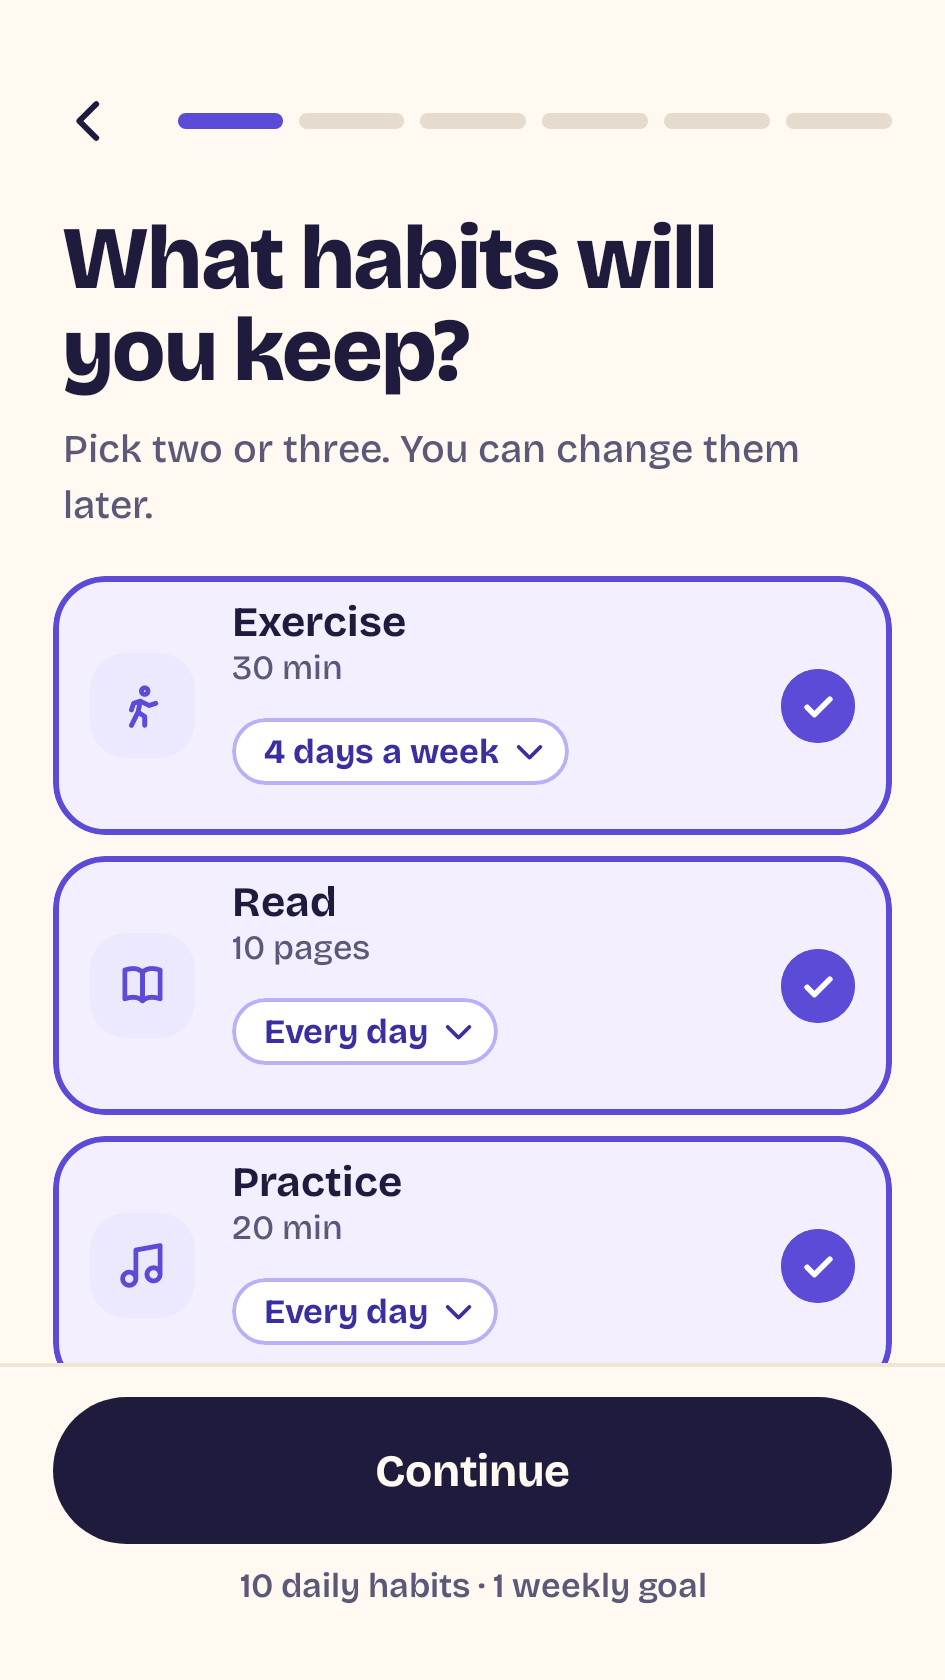 What habits will
you keep?
Pick two or three. You can change them
later.
Exercise
30 min
4 days a week
Read
10 pages
Every day
Practice
20 min
Every day
Continue
10 daily habits · 1 weekly goal